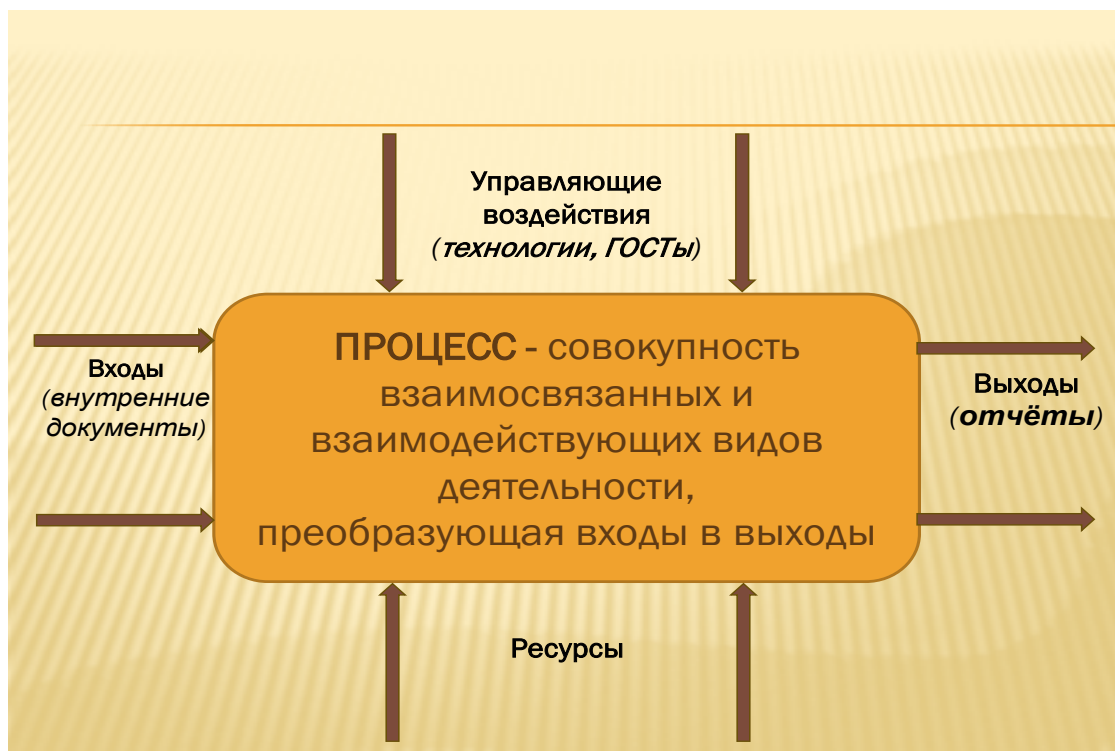 Управляющие
воздействия
(технологии, ГОСТы)
ПРОЦЕСС - совокупность
взаимосвязанных и
взаимодействующих видов
деятельности,
преобразующая входы в выходы
Входы
(внутренние
документы)
Выходы
(отчёты)
Ресурсы